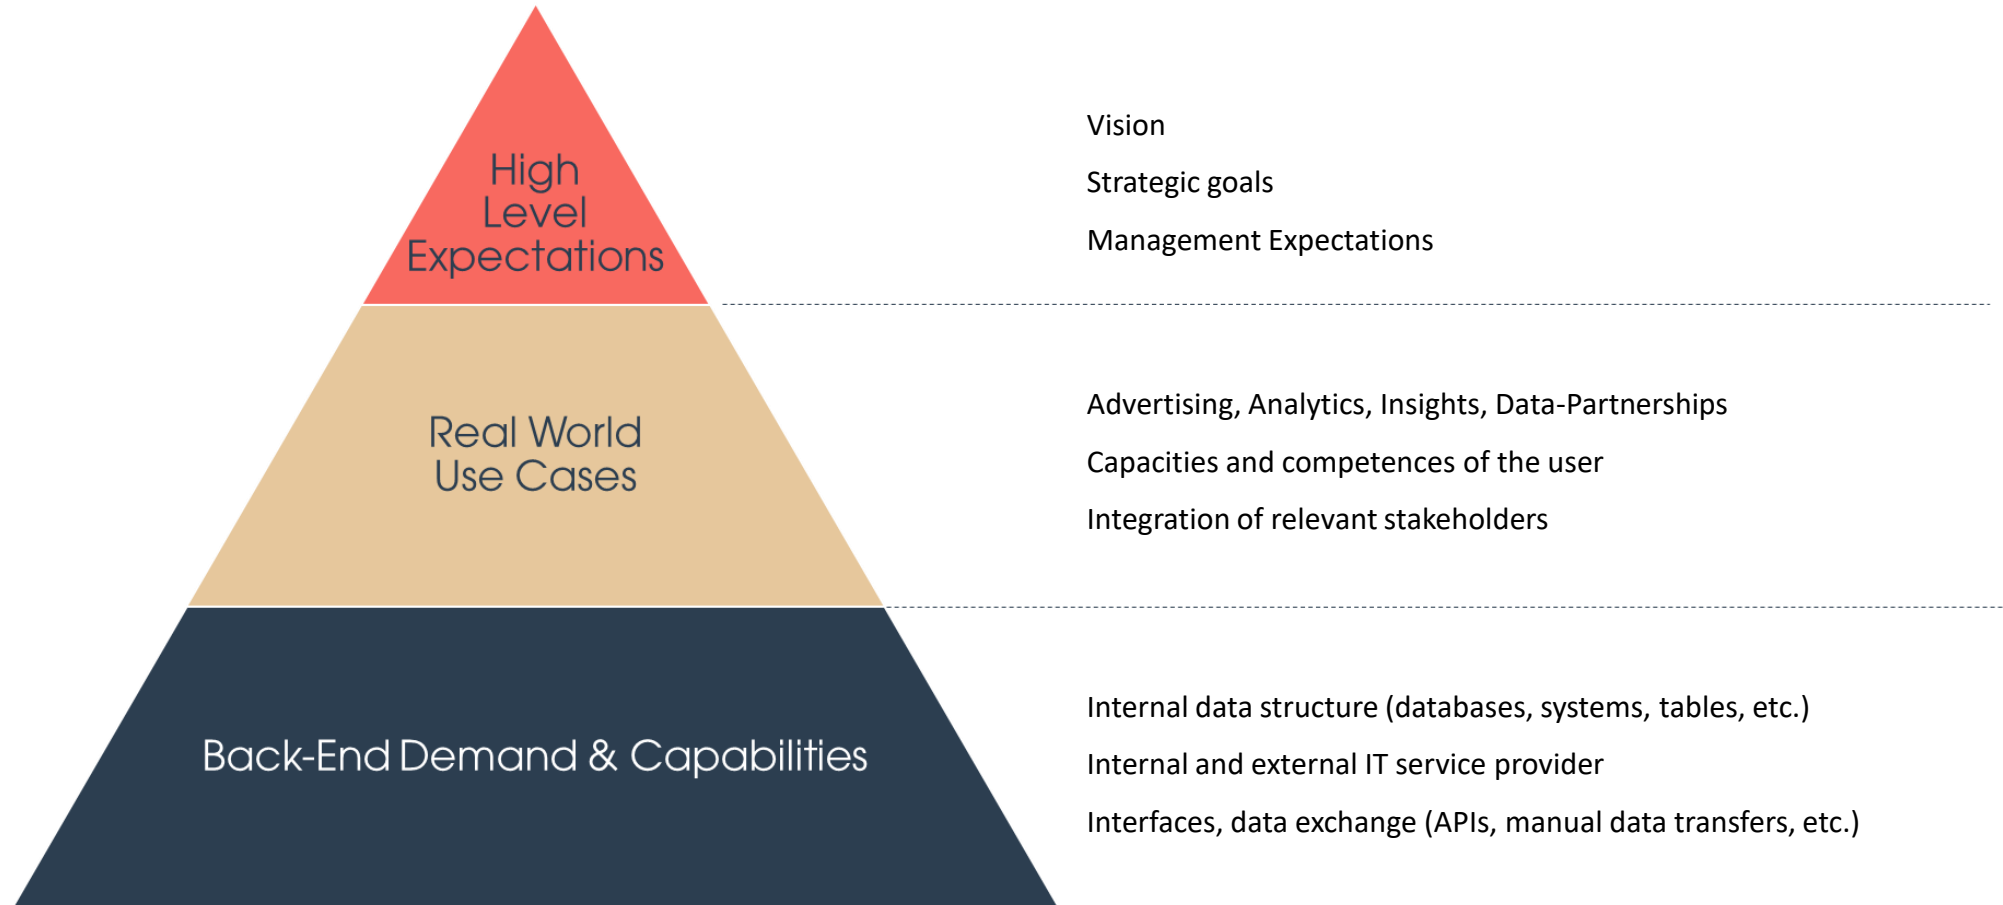 High
Level
Expectations
Vision
Strategic goals
Management Expectations
Real World
Use Cases
Advertising, Analytics, Insights, Data-Partnerships
Capacities and competences of the user
Integration of relevant stakeholders
Back-End Demand & Capabilities
Internal data structure (databases, systems, tables, etc.)
Internal and external IT service provider
Interfaces, data exchange (APIs, manual data transfers, etc.)